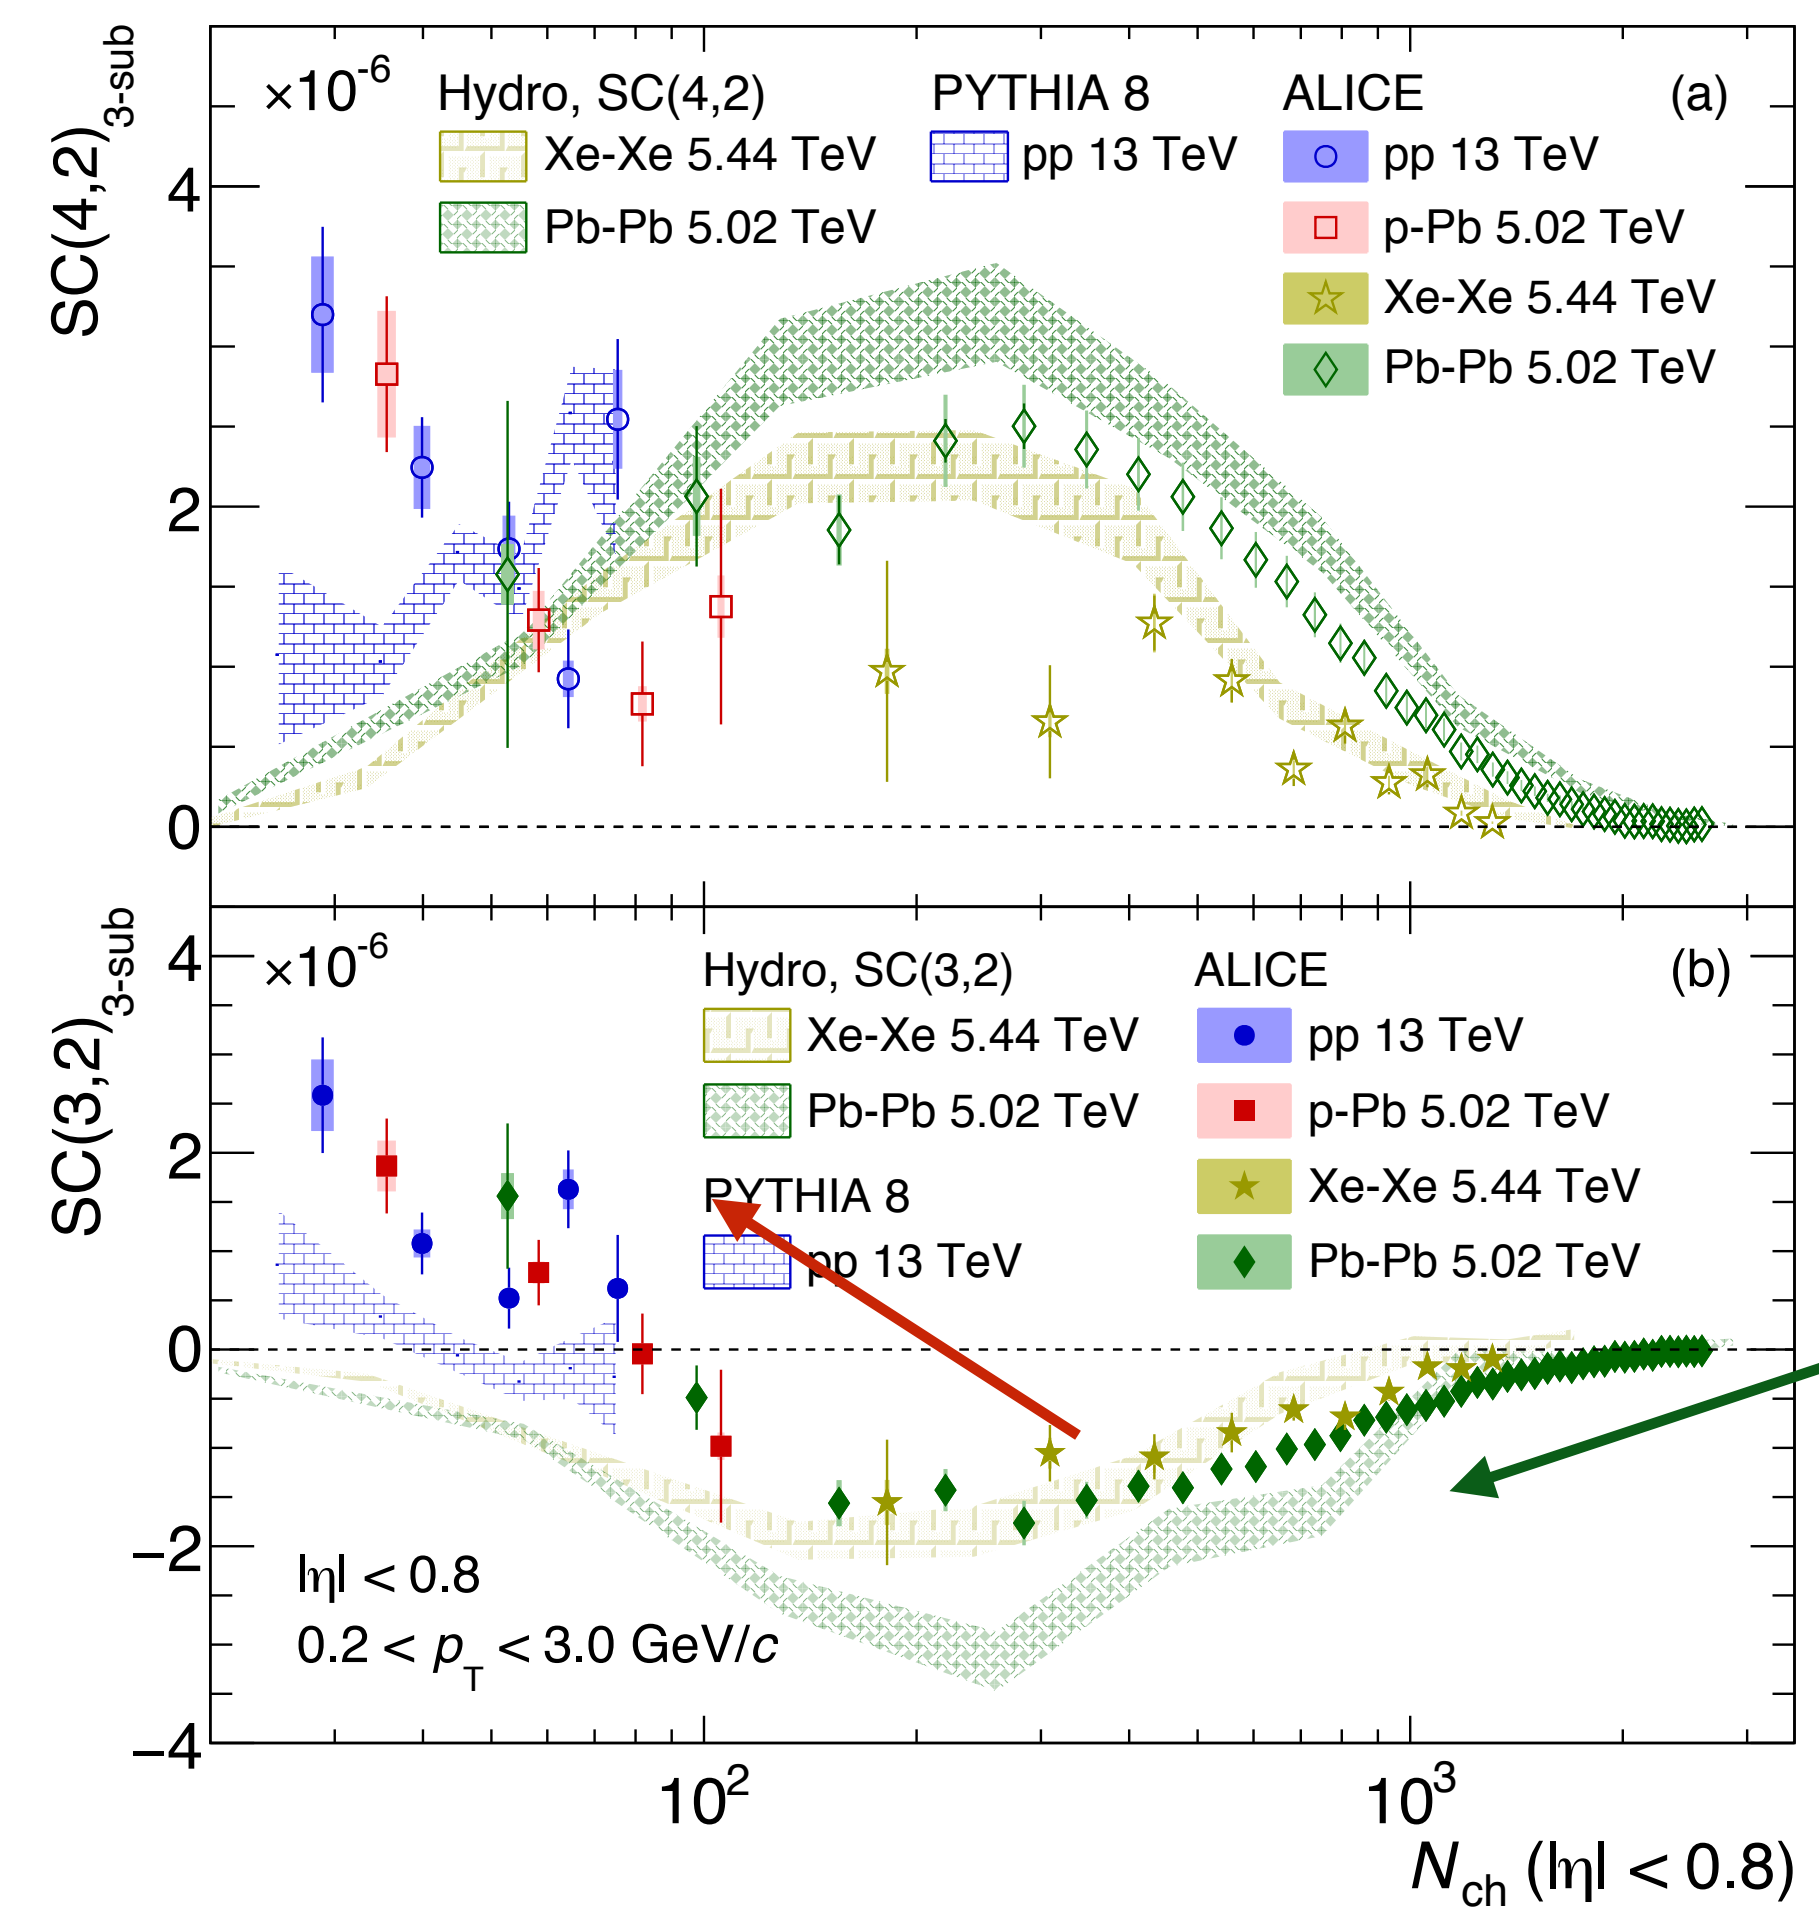 ×10-6 Hydro, SC(4,2) PYTHIA 8 ALICE (a)
Xe-Xe 5.44 TeV pp 13 TeV pp 13 TeV
Pb-Pb 5.02 TeV p-Pb 5.02 TeV
Xe-Xe 5.44 TeV
Pb-Pb 5.02 TeV
SC(4,2)3-sub
4
2
0
×10-6 Hydro, SC(3,2) ALICE (b)
Xe-Xe 5.44 TeV pp 13 TeV
Pb-Pb 5.02 TeV p-Pb 5.02 TeV
PYTHIA 8 Xe-Xe 5.44 TeV
pp 13 TeV Pb-Pb 5.02 TeV
SC(3,2)3-sub
4
2
0
−2
−4
|η| < 0.8
0.2 < pT < 3.0 GeV/c
102 103
Nch (|η| < 0.8)